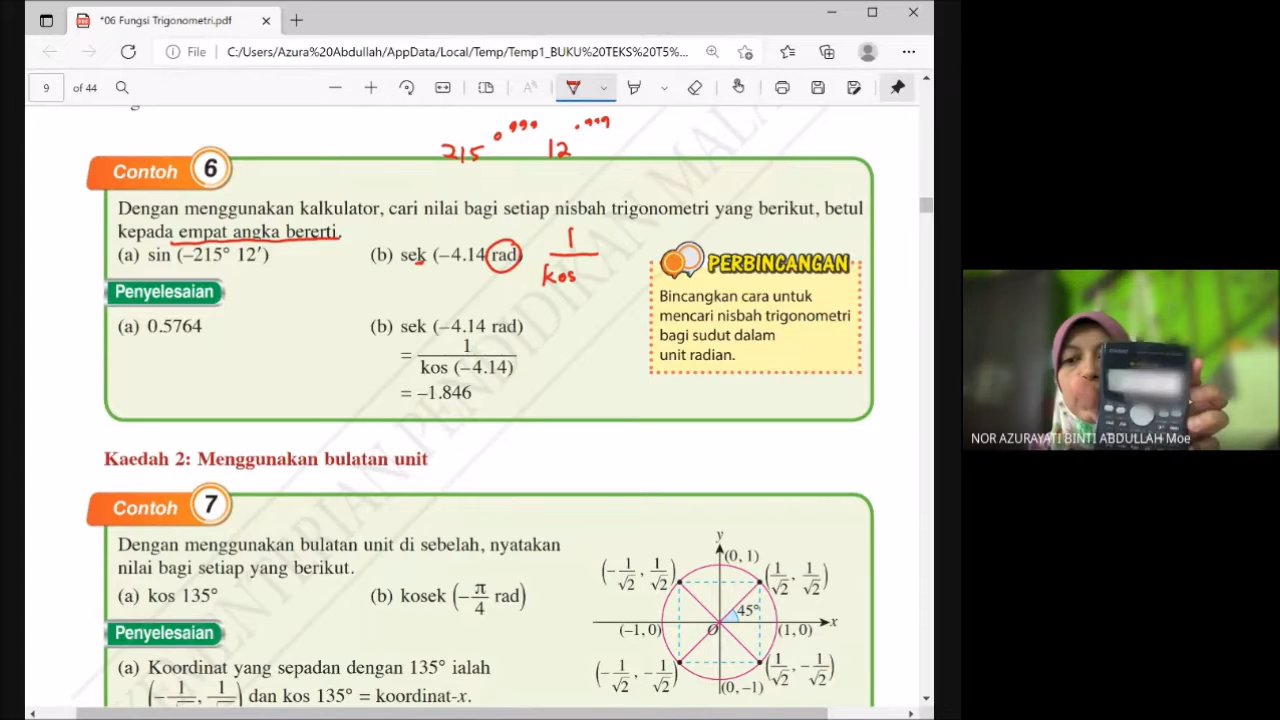 *06 Fungsi Trigonometri.pdf
File
C:/Users/Azura%20Abdullah/AppData/Local/Temp/Temp1_BUKU%20TEKS%20T5%...
9 of 44
215° ''' 12° '''
Contoh 6
Dengan menggunakan kalkulator, cari nilai bagi setiap nisbah trigonometri yang berikut, betul
kepada empat angka bererti.
(a) sin (–215° 12′) (b) sek (–4.14 rad)
1
kos
Penyelesaian
(a) 0.5764 (b) sek (–4.14 rad)
= 1/kos (–4.14)
= –1.846
PERBINCANGAN
Bincangkan cara untuk
mencari nisbah trigonometri
bagi sudut dalam
unit radian.
NOR AZURAYATI BINTI ABDULLAH Moe
Kaedah 2: Menggunakan bulatan unit
Contoh 7
Dengan menggunakan bulatan unit di sebelah, nyatakan
nilai bagi setiap yang berikut.
(a) kos 135° (b) kosek (–π/4 rad)
y
(0, 1)
(–1/√2, 1/√2) (1/√2, 1/√2)
45°
O x
(–1, 0) (1, 0)
(–1/√2, –1/√2) (1/√2, –1/√2)
(0, –1)
Penyelesaian
(a) Koordinat yang sepadan dengan 135° ialah
(–1/√2, 1/√2) dan kos 135° = koordinat-x.
KEMENTERIAN PENDIDIKAN MALA